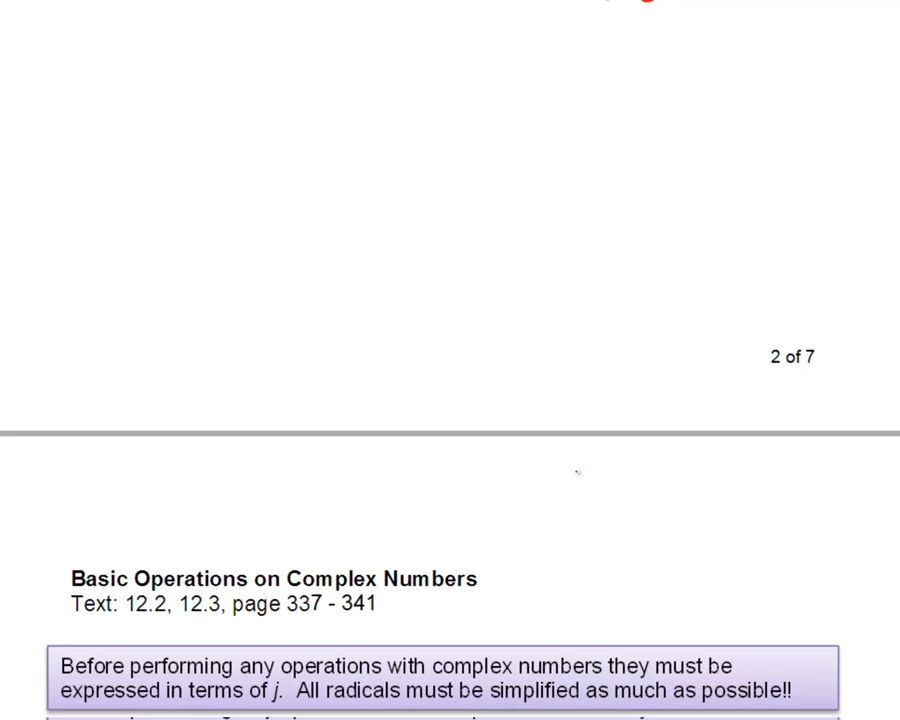 2 of 7
Basic Operations on Complex Numbers
Text: 12.2, 12.3, page 337 - 341
Before performing any operations with complex numbers they must be
expressed in terms of j. All radicals must be simplified as much as possible!!